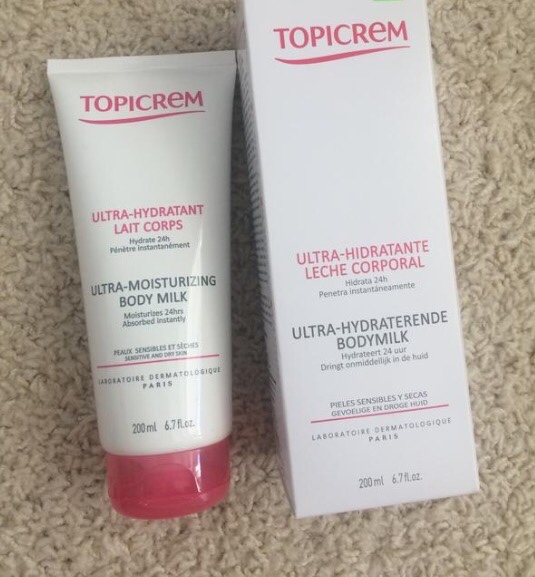 TOPICREM
ULTRA-HYDRATANT
LAIT CORPS
Hydrate 24h
Pénètre instantanément
ULTRA-MOISTURIZING
BODY MILK
Moisturizes 24hrs
Absorbed instantly
PEAUX SENSIBLES ET SÈCHES
SENSITIVE AND DRY SKIN
LABORATOIRE DERMATOLOGIQUE
PARIS
200 ml 6.7 fl.oz.
TOPICREM
ULTRA-HIDRATANTE
LECHE CORPORAL
Hidrata 24h
Penetra instantáneamente
ULTRA-HYDRATERENDE
BODYMILK
Hydrateert 24 uur
Dringt onmiddellijk in de huid
PIELES SENSIBLES Y SECAS
GEVOELIGE EN DROGE HUID
LABORATOIRE DERMATOLOGIQUE
PARIS
200 ml 6.7 fl.oz.